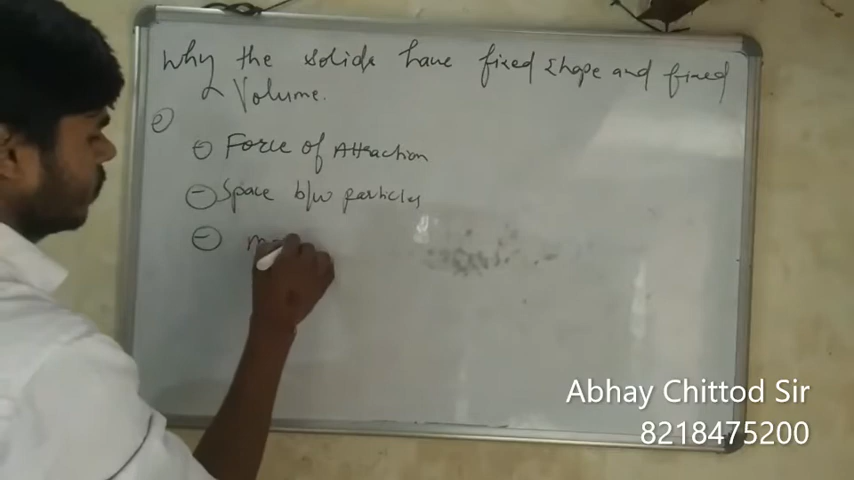 Why the solids have fixed shape and fixed
Volume.
Force of Attraction
Space b/w particles
Abhay Chittod Sir
8218475200